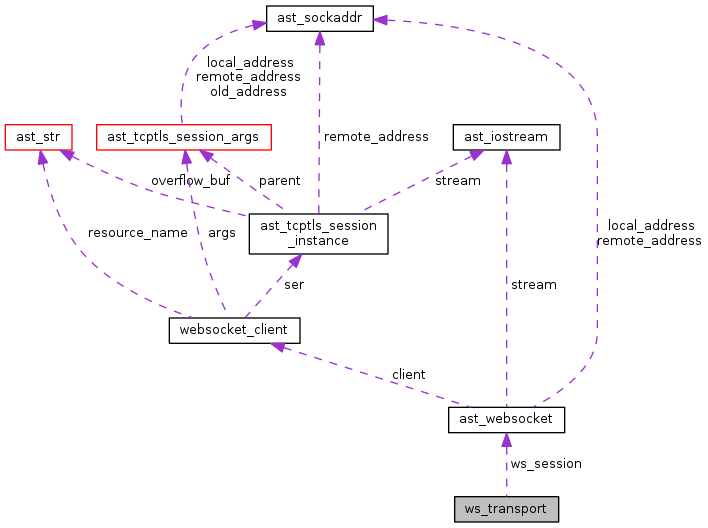 ast_sockaddr
local_address
remote_address
old_address
ast_str
ast_tcptls_session_args
remote_address
ast_iostream
overflow_buf
parent
stream
ast_tcptls_session
_instance
resource_name
args
local_address
remote_address
ser
stream
websocket_client
client
ast_websocket
ws_session
ws_transport